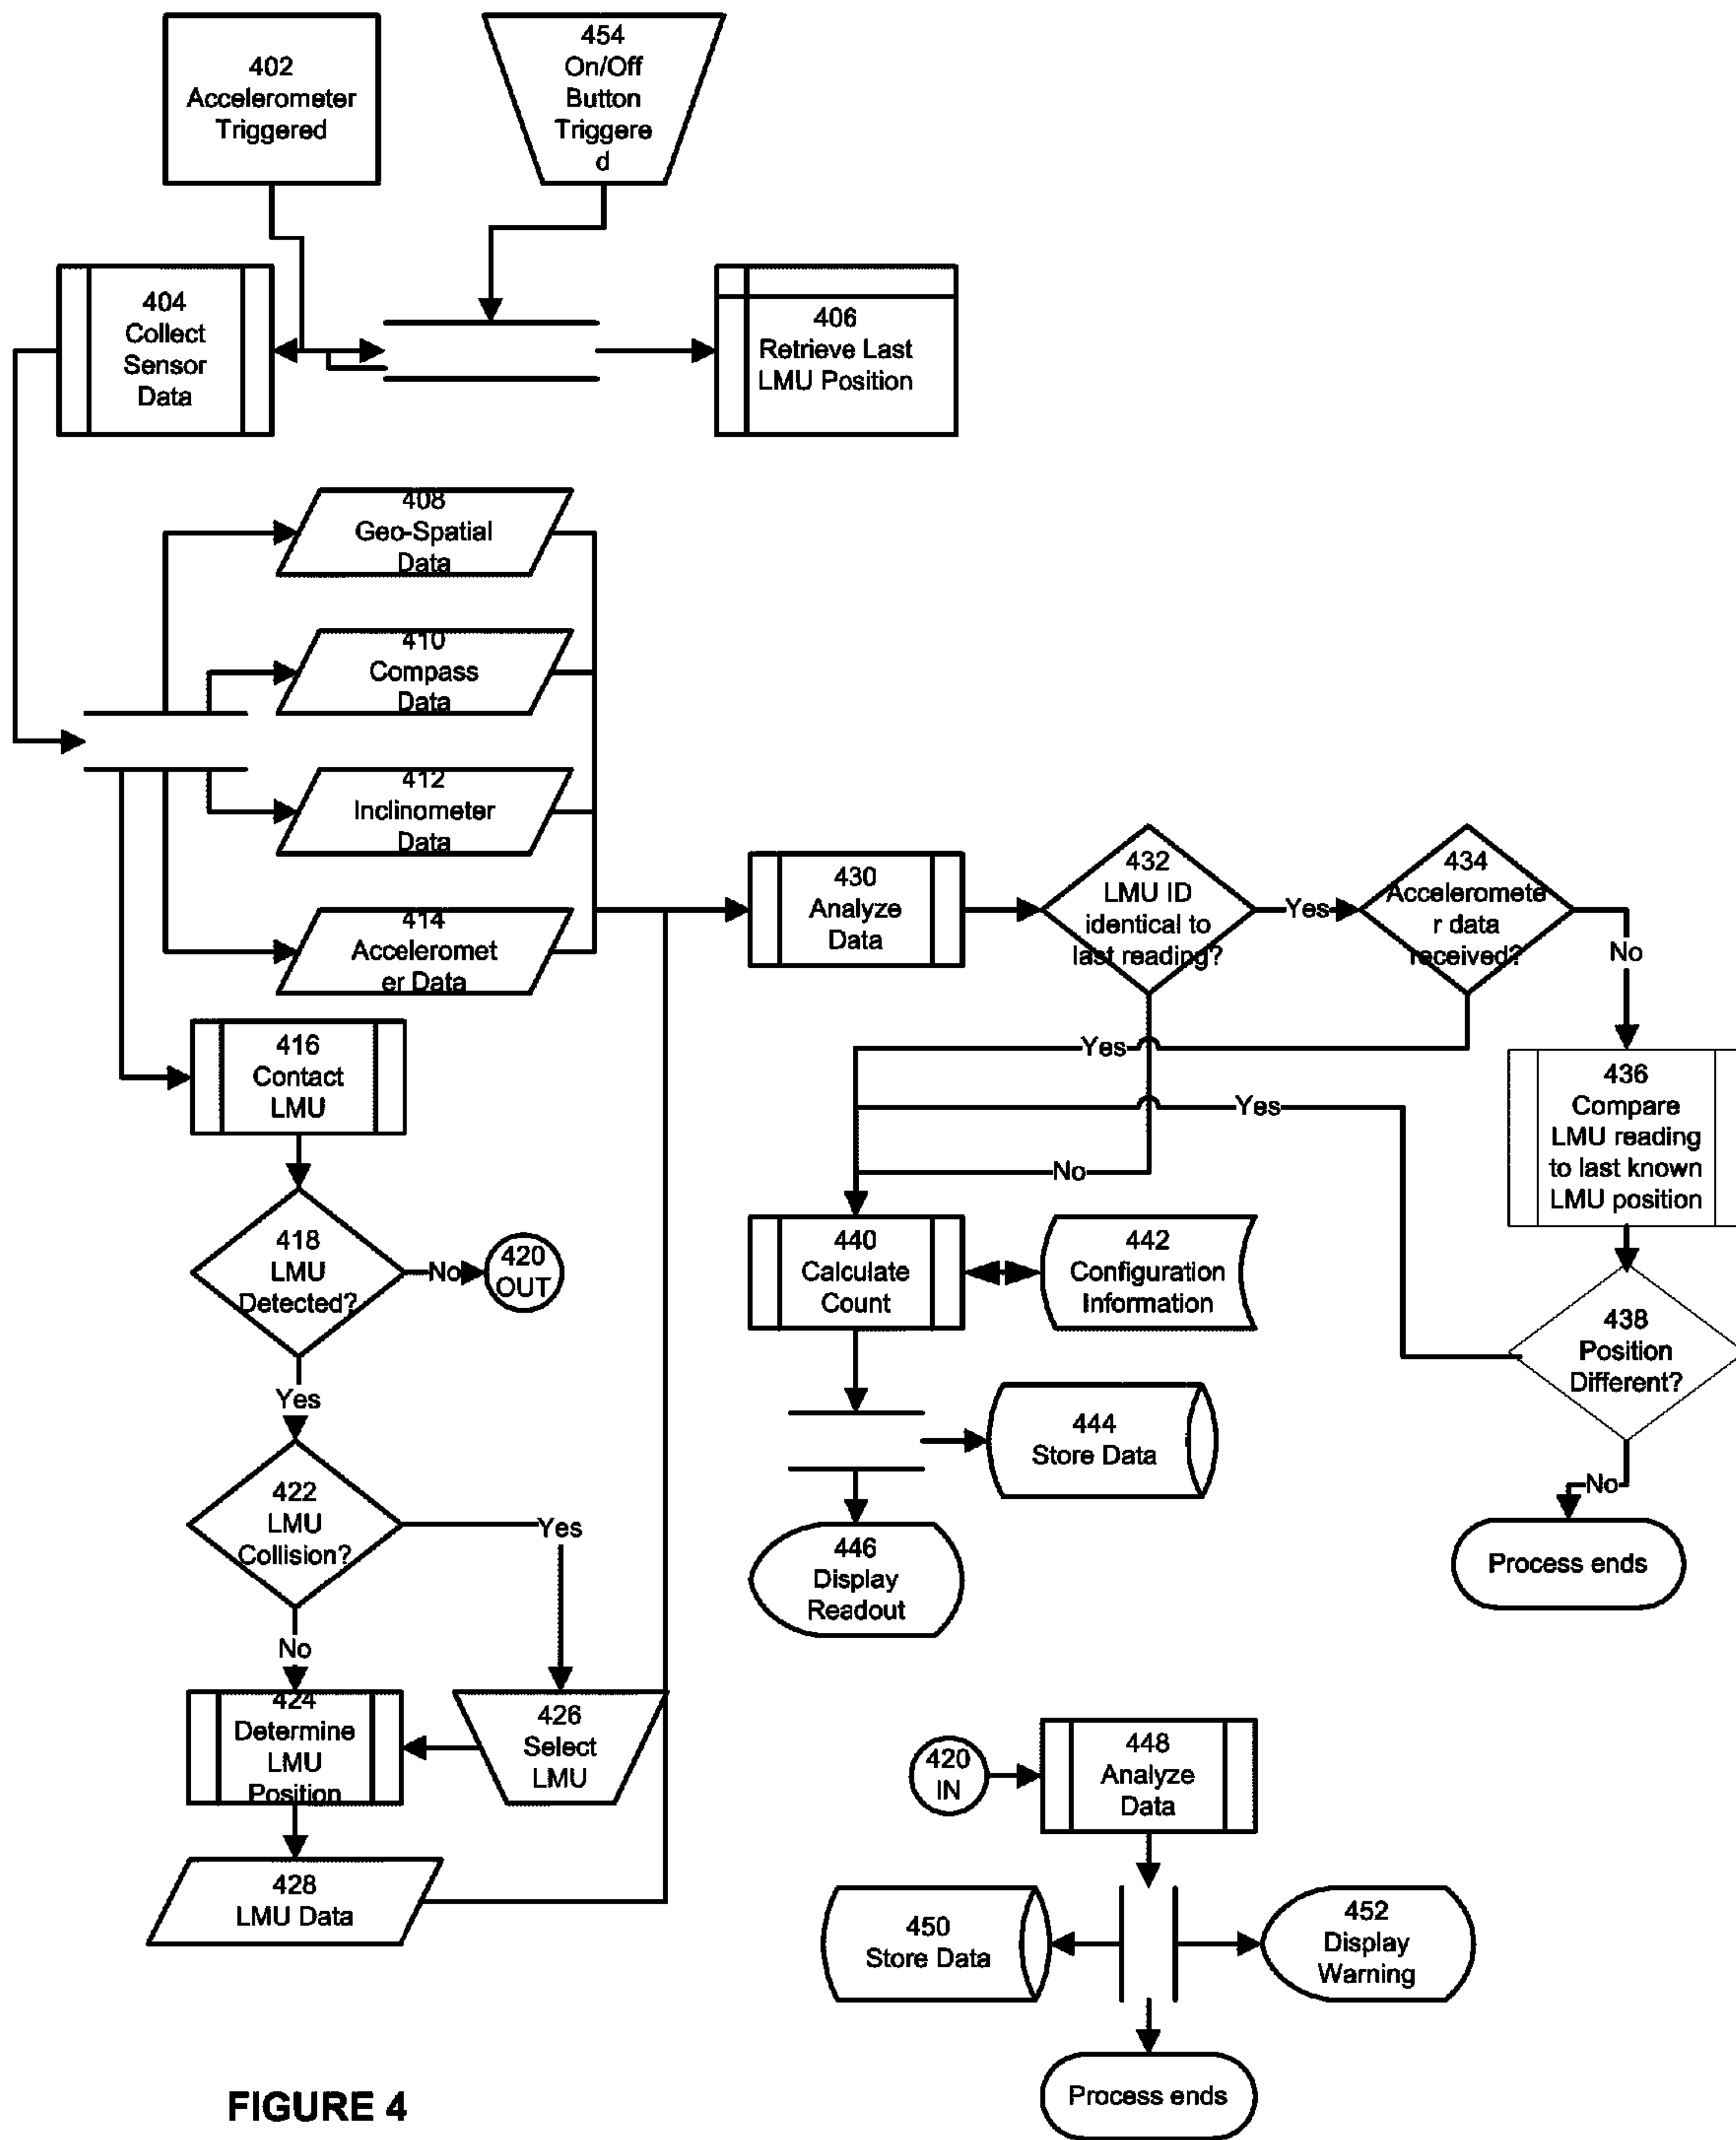 402
Accelerometer
Triggered
454
On/Off
Button
Triggere
d
404
Collect
Sensor
Data
406
Retrieve Last
LMU Position
408
Geo-Spatial
Data
410
Compass
Data
412
Inclinometer
Data
414
Acceleromet
er Data
416
Contact
LMU
418
LMU
Detected?
No
420
OUT
Yes
422
LMU
Collision?
Yes
No
424
Determine
LMU
Position
426
Select
LMU
428
LMU Data
430
Analyze
Data
432
LMU ID
identical to
last reading?
Yes
434
Acceleromete
r data
received?
No
Yes
436
Compare
LMU reading
to last known
LMU position
Yes
No
440
Calculate
Count
442
Configuration
Information
438
Position
Different?
444
Store Data
No
446
Display
Readout
Process ends
420
IN
448
Analyze
Data
450
Store Data
452
Display
Warning
Process ends
FIGURE 4